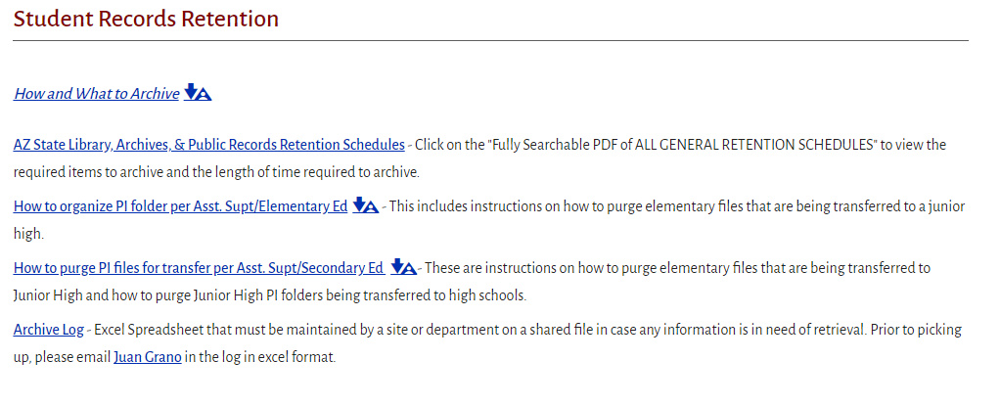 Student Records Retention
How and What to Archive
AZ State Library, Archives, & Public Records Retention Schedules - Click on the "Fully Searchable PDF of ALL GENERAL RETENTION SCHEDULES" to view the
required items to archive and the length of time required to archive.
How to organize PI folder per Asst. Supt/Elementary Ed - This includes instructions on how to purge elementary files that are being transferred to a junior
high.
How to purge PI files for transfer per Asst. Supt/Secondary Ed - These are instructions on how to purge elementary files that are being transferred to
Junior High and how to purge Junior High PI folders being transferred to high schools.
Archive Log - Excel Spreadsheet that must be maintained by a site or department on a shared file in case any information is in need of retrieval. Prior to picking
up, please email Juan Grano in the log in excel format.